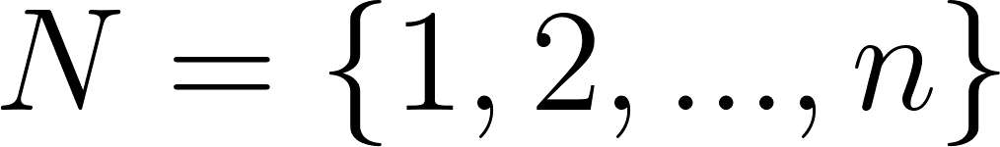 N = {1, 2, ..., n}